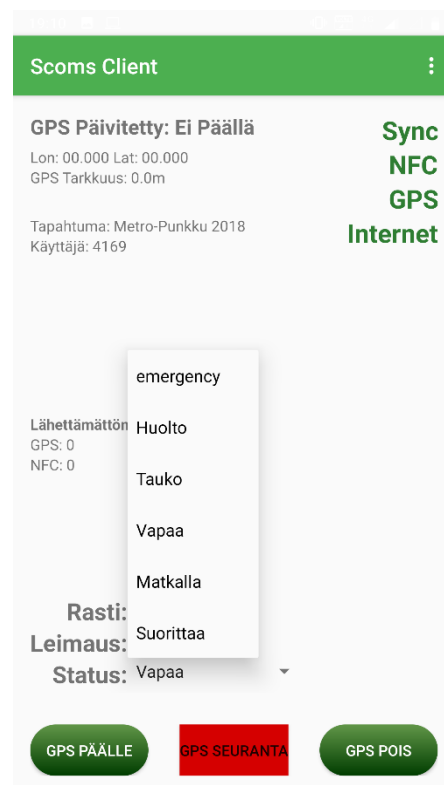 Scoms Client
GPS Päivitetty: Ei Päällä
Lon: 00.000 Lat: 00.000
GPS Tarkkuus: 0.0m
Sync
NFC
GPS
Internet
Tapahtuma: Metro-Punkku 2018
Käyttäjä: 4169
emergency
Huolto
Tauko
Vapaa
Matkalla
Suorittaa
Lähettämättöm
GPS: 0
NFC: 0
Rasti:
Leimaus:
Status: Vapaa
GPS PÄÄLLE
GPS SEURANTA
GPS POIS